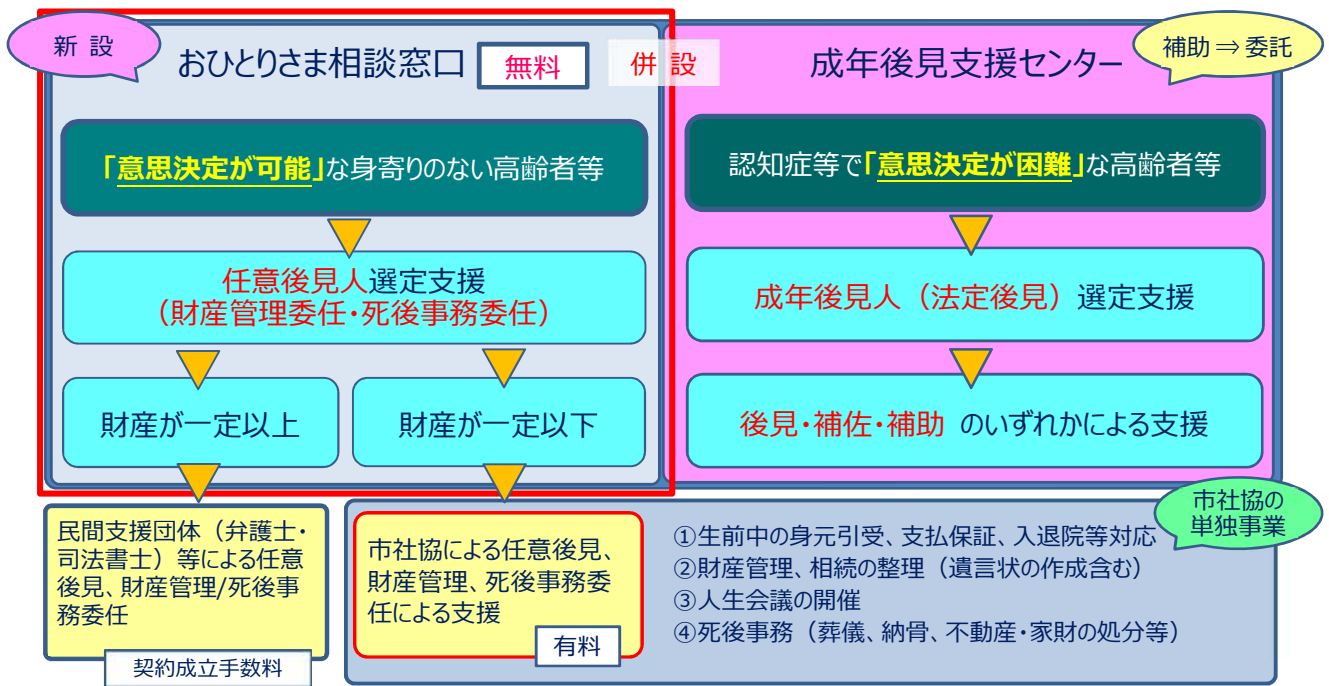 新 設
おひとりさま相談窓口
無料
併 設
成年後見支援センター
補助 ⇒ 委託
「意思決定が可能」な身寄りのない高齢者等
任意後見人選定支援
（財産管理委任・死後事務委任）
財産が一定以上
財産が一定以下
認知症等で「意思決定が困難」な高齢者等
成年後見人（法定後見）選定支援
後見・補佐・補助 のいずれかによる支援
民間支援団体（弁護士・
司法書士）等による任意
後見、財産管理/死後事
務委任
契約成立手数料
市社協による任意後見、
財産管理、死後事務委
任による支援
有料
市社協の
単独事業
①生前中の身元引受、支払保証、入退院等対応
②財産管理、相続の整理（遺言状の作成含む）
③人生会議の開催
④死後事務（葬儀、納骨、不動産・家財の処分等）